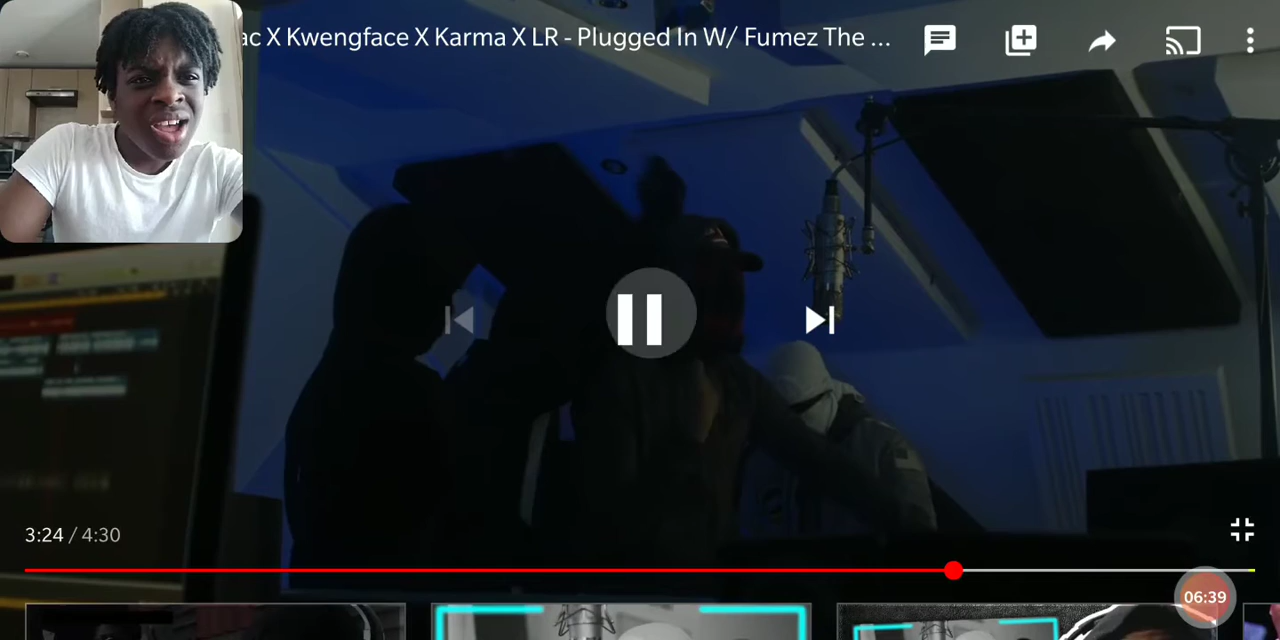 ac X Kwengface X Karma X LR - Plugged In W/ Fumez The ...
3:24 / 4:30
06:39